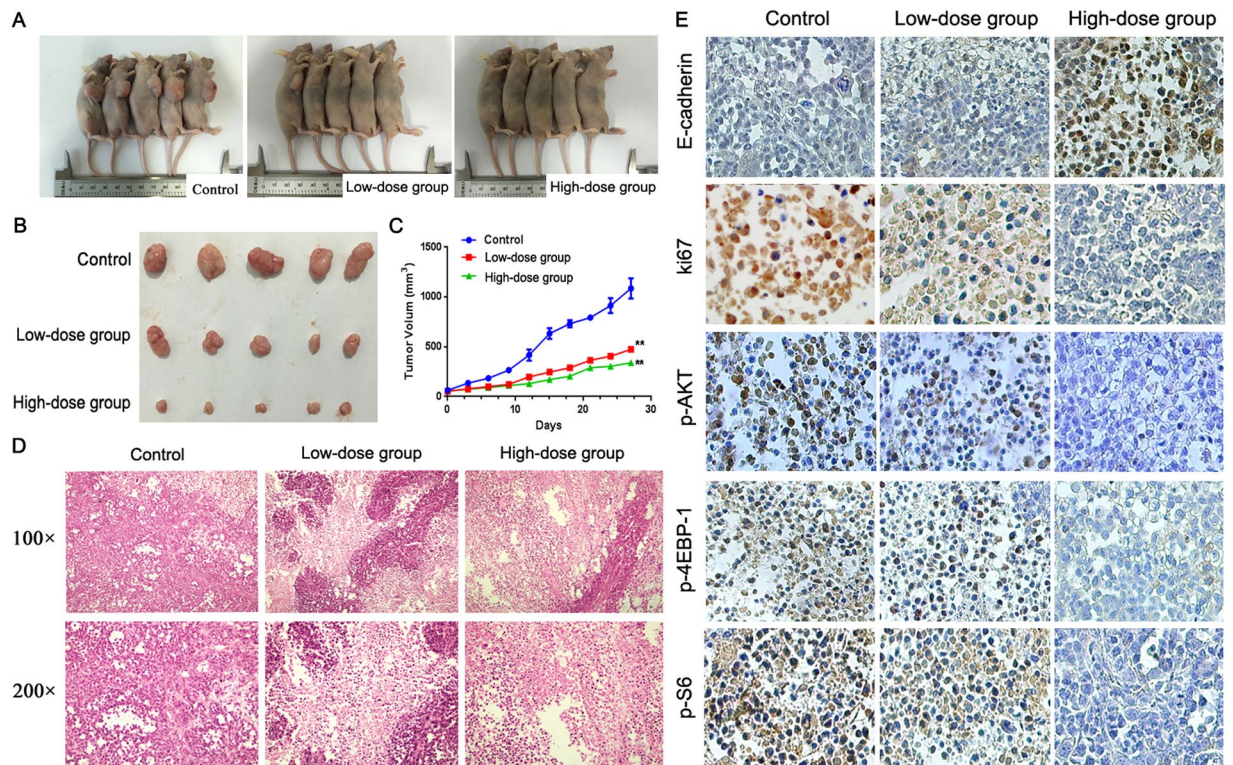 A
Control
Low-dose group
High-dose group
B
Control
Low-dose group
High-dose group
C
1500
1000
500
0
Tumor Volum (mm3)
Control
Low-dose group
High-dose group
**
**
0
10
20
30
Days
D
Control
Low-dose group
High-dose group
100×
200×
E
Control
Low-dose group
High-dose group
E-cadherin
kI67
p-AKT
p-4EBP-1
p-S6